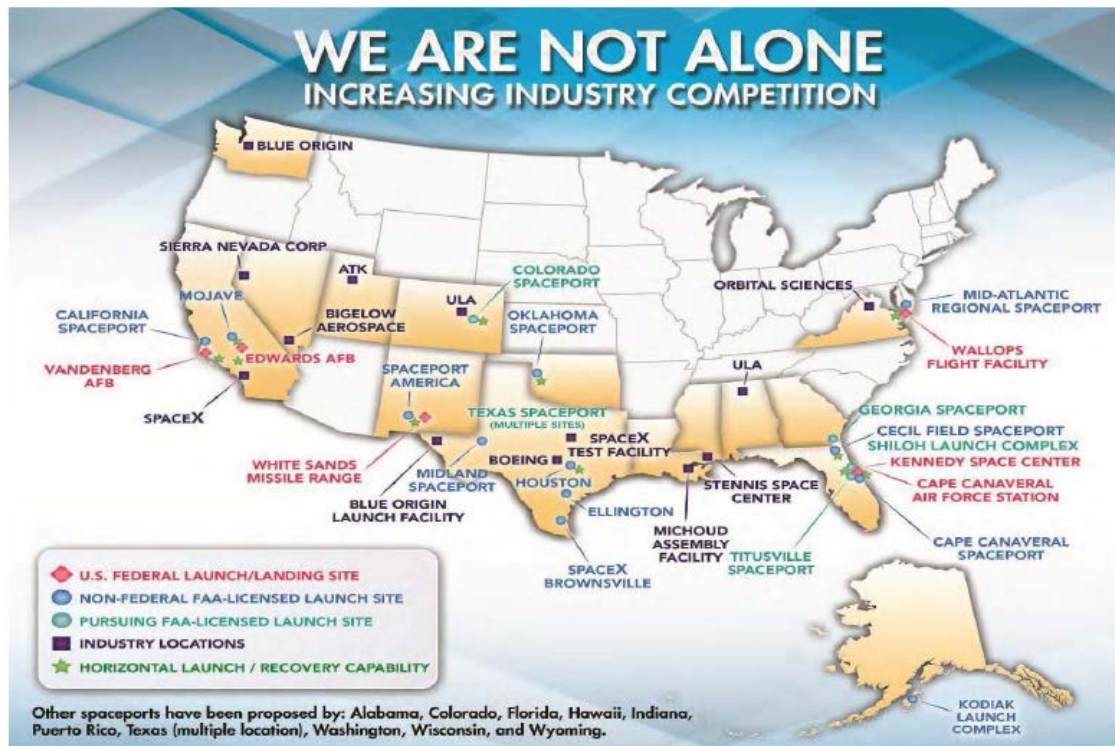 WE ARE NOT ALONE
INCREASING INDUSTRY COMPETITION
BLUE ORIGIN
SIERRA NEVADA CORP
ATK
COLORADO
SPACEPORT
ULA
ORBITAL SCIENCES
MID-ATLANTIC
REGIONAL SPACEPORT
MOJAVE
CALIFORNIA
SPACEPORT
BIGELOW
AEROSPACE
OKLAHOMA
SPACEPORT
EDWARDS AFB
VANDENBERG
AFB
WALLOPS
FLIGHT FACILITY
SPACEX
SPACEPORT
AMERICA
ULA
TEXAS SPACEPORT
(MULTIPLE SITES)
GEORGIA SPACEPORT
CECIL FIELD SPACEPORT
SHILOH LAUNCH COMPLEX
KENNEDY SPACE CENTER
CAPE CANAVERAL
AIR FORCE STATION
SPACEX
TEST FACILITY
BOEING
WHITE SANDS
MISSILE RANGE
MIDLAND
SPACEPORT
HOUSTON
STENNIS SPACE
CENTER
BLUE ORIGIN
LAUNCH FACILITY
ELLINGTON
MICHOUD
ASSEMBLY
FACILITY
TITUSVILLE
SPACEPORT
CAPE CANAVERAL
SPACEPORT
SPACEX
BROWNSVILLE
U.S. FEDERAL LAUNCH/LANDING SITE
NON-FEDERAL FAA-LICENSED LAUNCH SITE
PURSUING FAA-LICENSED LAUNCH SITE
INDUSTRY LOCATIONS
HORIZONTAL LAUNCH / RECOVERY CAPABILITY
KODIAK
LAUNCH
COMPLEX
Other spaceports have been proposed by: Alabama, Colorado, Florida, Hawaii, Indiana,
Puerto Rico, Texas (multiple location), Washington, Wisconsin, and Wyoming.